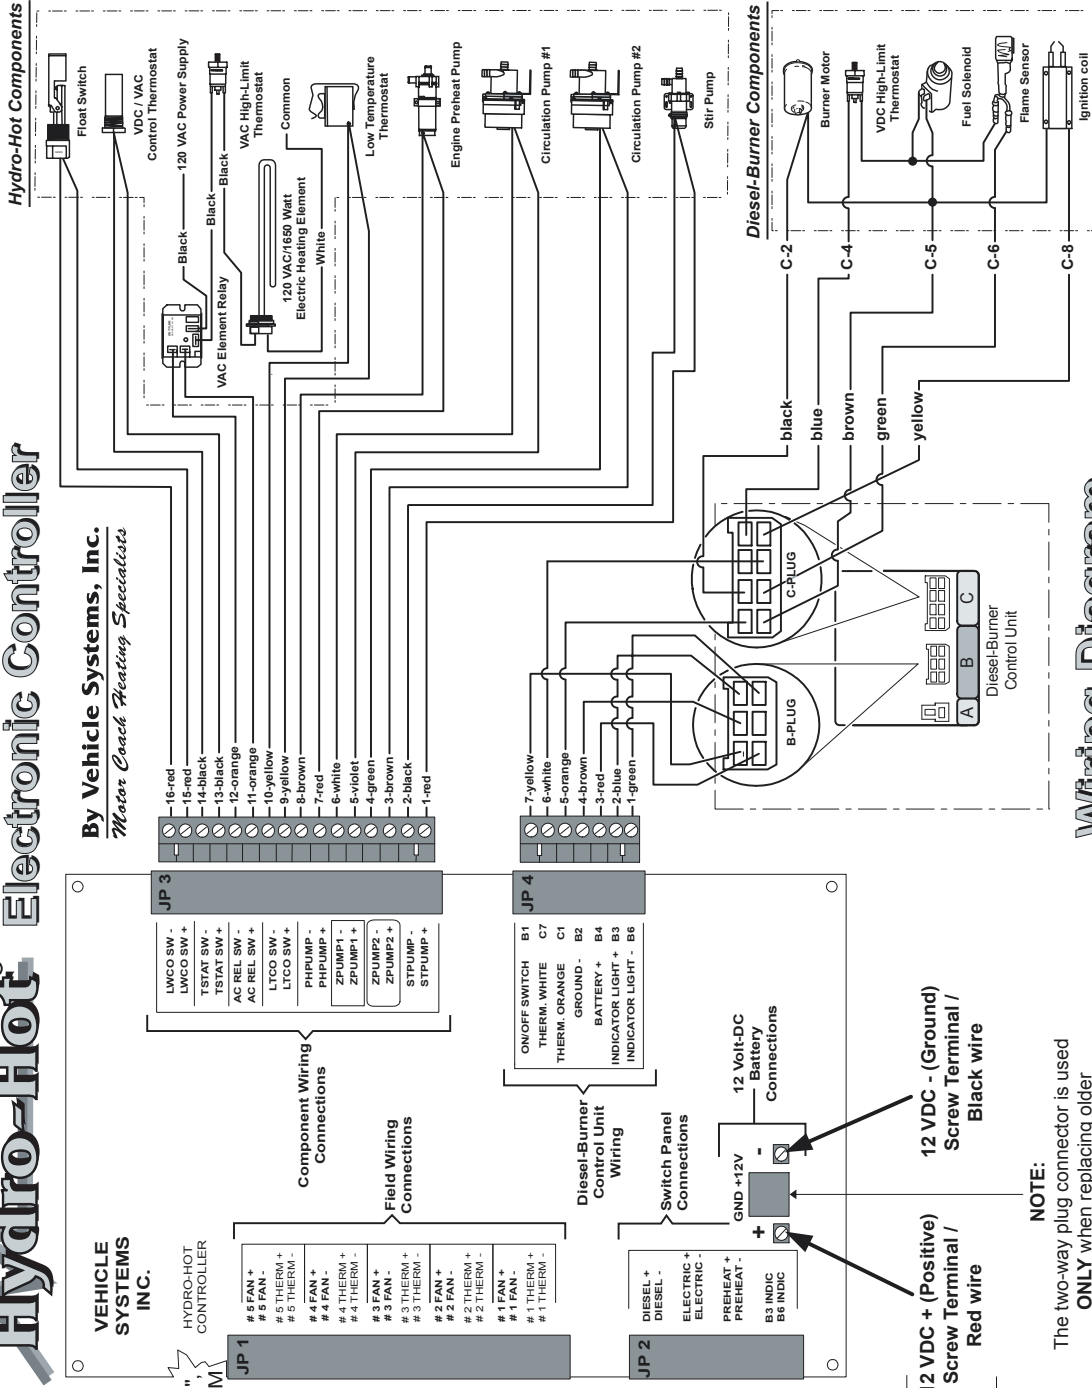 Hydro-Hot
Electronic Controller
By Vehicle Systems, Inc.
Motor Coach Heating Specialists
Hydro-Hot Components
Float Switch
VDC / VAC
Control Thermostat
120 VAC Power Supply
Black
VAC High-Limit
Thermostat
Black
Black
VAC Element Relay
Common
120 VAC/1650 Watt
Electric Heating Element
White
Low Temperature
Thermostat
Engine Preheat Pump
Circulation Pump #1
Circulation Pump #2
Stir Pump
Diesel-Burner Components
Burner Motor
VDC High-Limit
Thermostat
Fuel Solenoid
Flame Sensor
Ignition coil
C-2
C-4
C-5
C-6
C-8
black
blue
brown
green
yellow
16-red
15-red
14-black
13-black
12-orange
11-orange
10-yellow
9-yellow
8-brown
7-red
6-white
5-violet
4-green
3-brown
2-black
1-red
7-yellow
6-white
5-orange
4-brown
3-red
2-blue
1-green
C-PLUG
B-PLUG
A
B
C
Diesel-Burner
Control Unit
Wiring Diagram
JP 3
LWCO SW -
LWCO SW +
TSTAT SW -
TSTAT SW +
AC REL SW -
AC REL SW +
LTCO SW -
LTCO SW +
PHPUMP -
PHPUMP +
ZPUMP1 -
ZPUMP1 +
ZPUMP2 -
ZPUMP2 +
STPUMP -
STPUMP +
Component Wiring
Connections
JP 4
ON/OFF SWITCH B1
THERM. WHITE C7
THERM. ORANGE C1
GROUND - B2
BATTERY + B4
INDICATOR LIGHT + B3
INDICATOR LIGHT - B6
Diesel-Burner
Control Unit
Wiring
VEHICLE
SYSTEMS
INC.
HYDRO-HOT
CONTROLLER
",
M
JP 1
# 5 FAN +
# 5 FAN -
# 5 THERM +
# 5 THERM -
# 4 FAN +
# 4 FAN -
# 4 THERM +
# 4 THERM -
# 3 FAN +
# 3 FAN -
# 3 THERM +
# 3 THERM -
# 2 FAN +
# 2 FAN -
# 2 THERM +
# 2 THERM -
# 1 FAN +
# 1 FAN -
# 1 THERM +
# 1 THERM -
Field Wiring
Connections
JP 2
DIESEL +
DIESEL -
ELECTRIC +
ELECTRIC -
PREHEAT +
PREHEAT -
B3 INDIC
B6 INDIC
Switch Panel
Connections
GND +12V
+
-
12 Volt-DC
Battery
Connections
12 VDC - (Ground)
Screw Terminal /
Black wire
12 VDC + (Positive)
Screw Terminal /
Red wire
NOTE:
The two-way plug connector is used
ONLY when replacing older